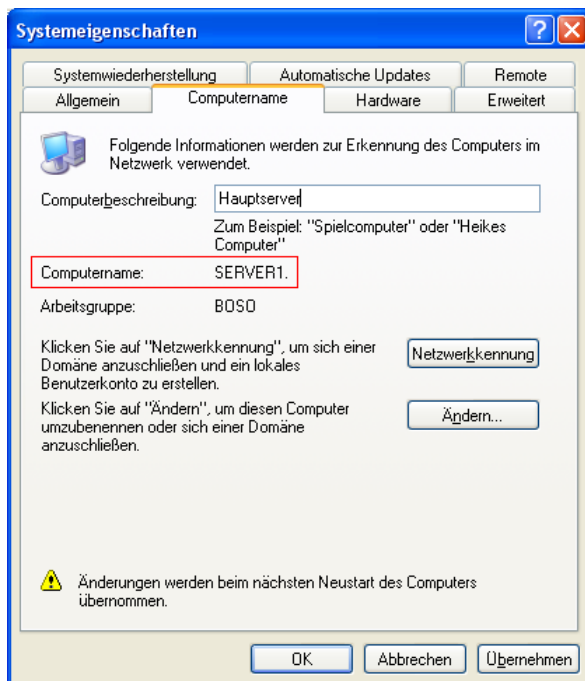 Systemeigenschaften
Systemwiederherstellung Automatische Updates Remote
Allgemein Computername Hardware Erweitert
Folgende Informationen werden zur Erkennung des Computers im
Netzwerk verwendet.
Computerbeschreibung: Hauptserver
Zum Beispiel: "Spielcomputer" oder "Heikes
Computer"
Computername: SERVER1.
Arbeitsgruppe: BOSO
Klicken Sie auf "Netzwerkkennung", um sich einer
Domäne anzuschließen und ein lokales
Benutzerkonto zu erstellen.
Netzwerkkennung
Klicken Sie auf "Ändern", um diesen Computer
umzubenennen oder sich einer Domäne
anzuschließen.
Ändern...
Änderungen werden beim nächsten Neustart des Computers
übernommen.
OK Abbrechen Übernehmen